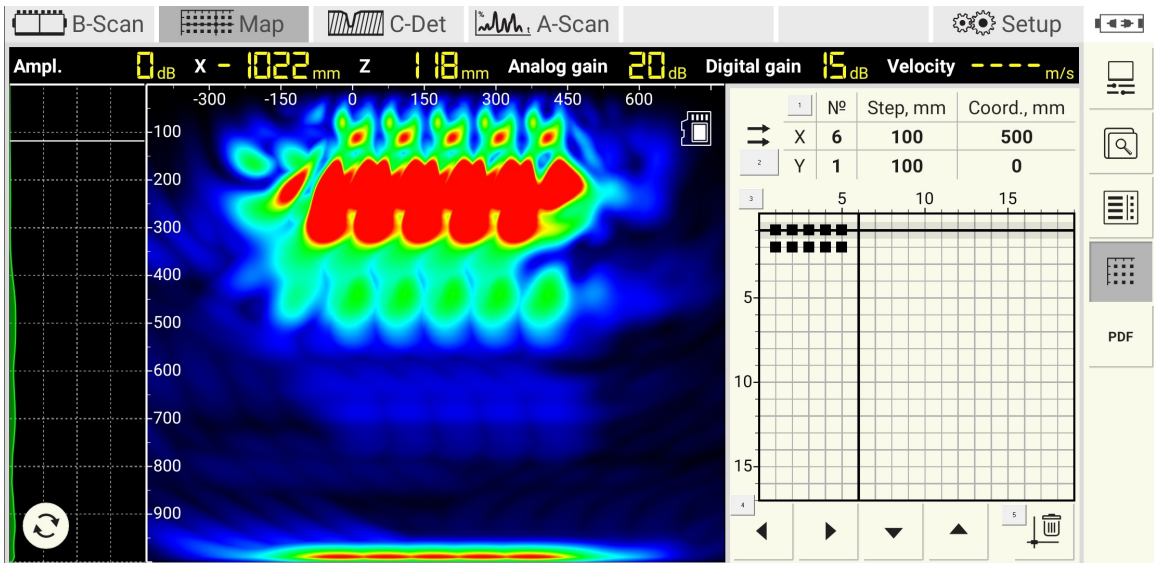 B-Scan Map C-Det A-Scan Setup
Ampl. 0 dB X -1022 mm Z 118 mm Analog gain 20 dB Digital gain 15 dB Velocity ---- m/s
-300 -150 0 150 300 450 600
100
200
300
400
500
600
700
800
900
1 Nº Step, mm Coord., mm
X 6 100 500
2 Y 1 100 0
3 5 10 15
5
10
15
4 5
PDF